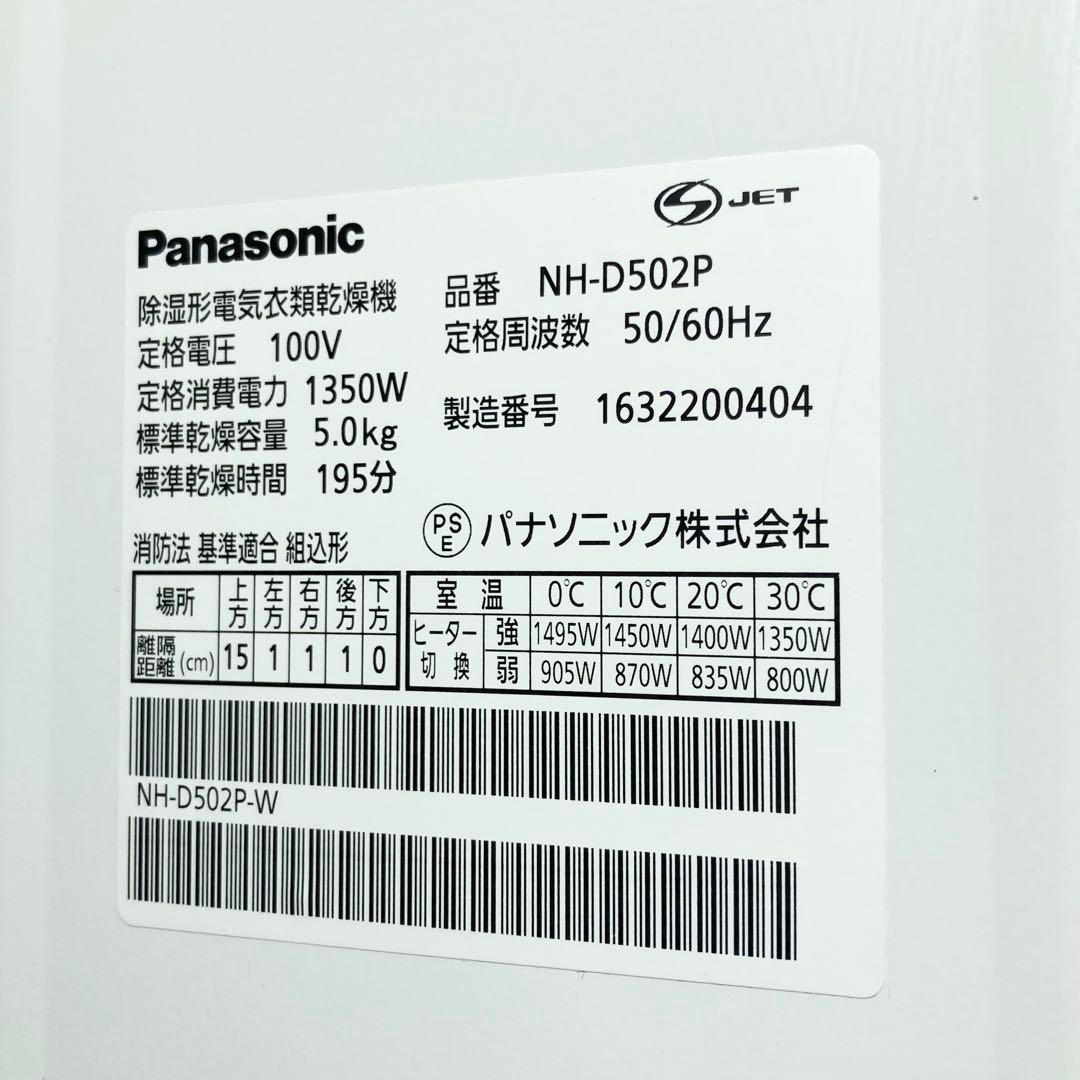 Panasonic
JET
除湿形電気衣類乾燥機
品番 NH-D502P
定格電圧 100V
定格周波数 50/60Hz
定格消費電力 1350W
製造番号 1632200404
標準乾燥容量 5.0kg
標準乾燥時間 195分
PSE パナソニック株式会社
消防法 基準適合 組込形
場所 上方 左方 右方 後方 下方
離隔距離(cm) 15 1 1 1 0
室温 0℃ 10℃ 20℃ 30℃
ヒーター切換 強 1495W 1450W 1400W 1350W
弱 905W 870W 835W 800W
NH-D502P-W